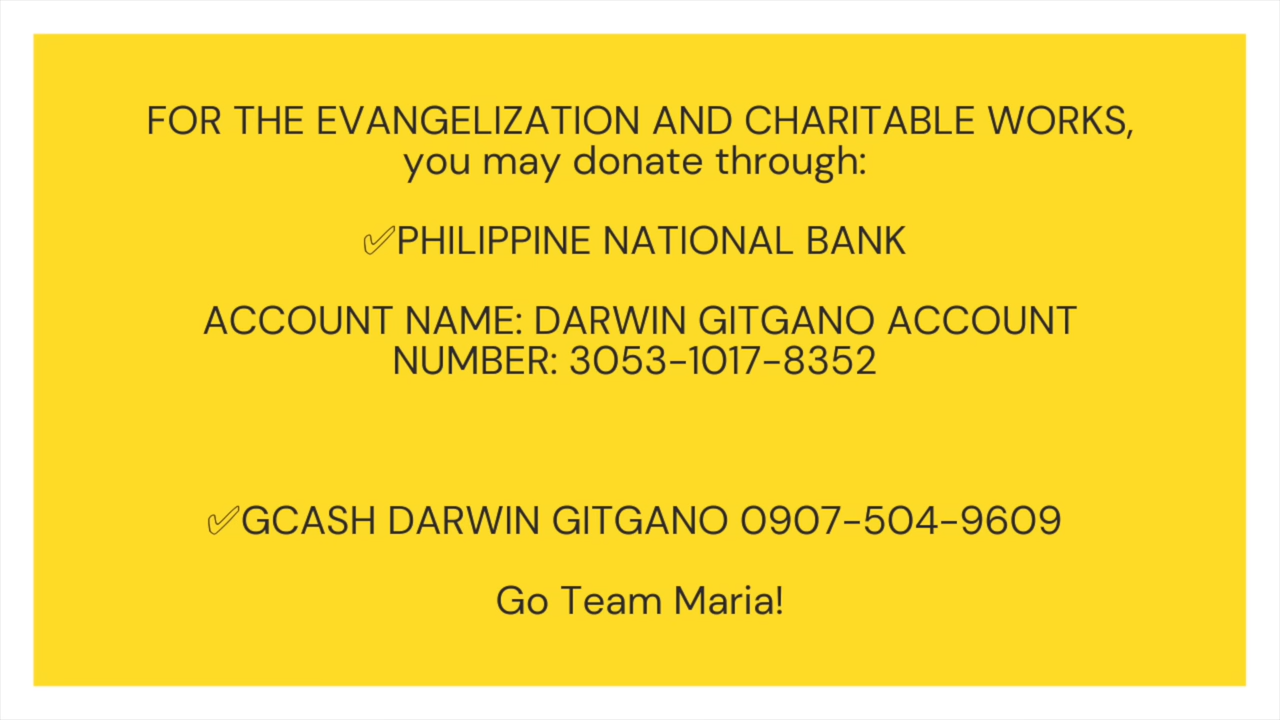 FOR THE EVANGELIZATION AND CHARITABLE WORKS,
you may donate through:
✅PHILIPPINE NATIONAL BANK
ACCOUNT NAME: DARWIN GITGANO ACCOUNT
NUMBER: 3053-1017-8352
✅GCASH DARWIN GITGANO 0907-504-9609
Go Team Maria!